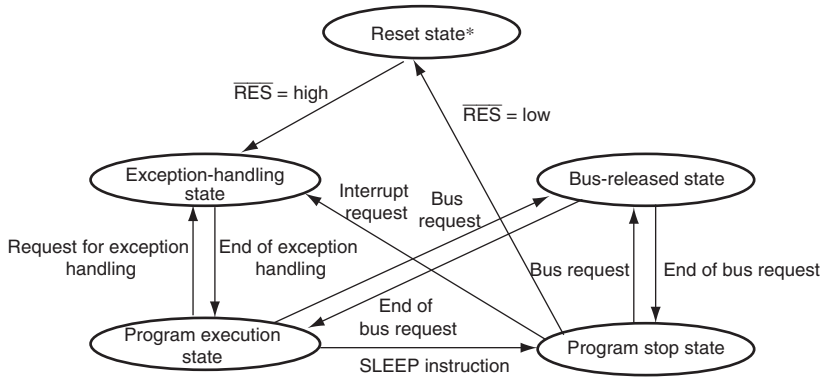 Reset state*
RES = high
RES = low
Exception-handling
state
Bus-released state
Interrupt
request
Bus
request
Request for exception
handling
End of exception
handling
Bus request
End of bus request
End of
bus request
Program execution
state
Program stop state
SLEEP instruction